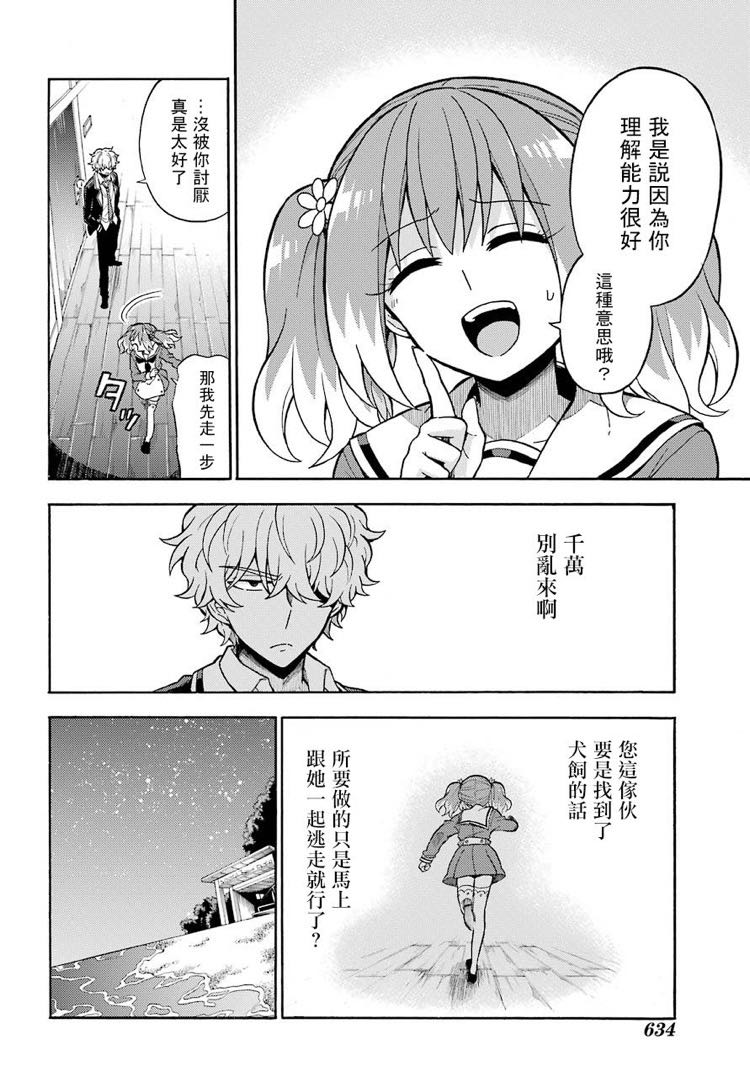 我是説因為你
理解能力很好
這種意思哦？
…沒被你討厭
真是太好了
那我先走一步
タッ
千萬
別亂來啊
您這傢伙
要是找到了
犬飼的話
所要做的只是馬上
跟她一起逃走就行了？
634